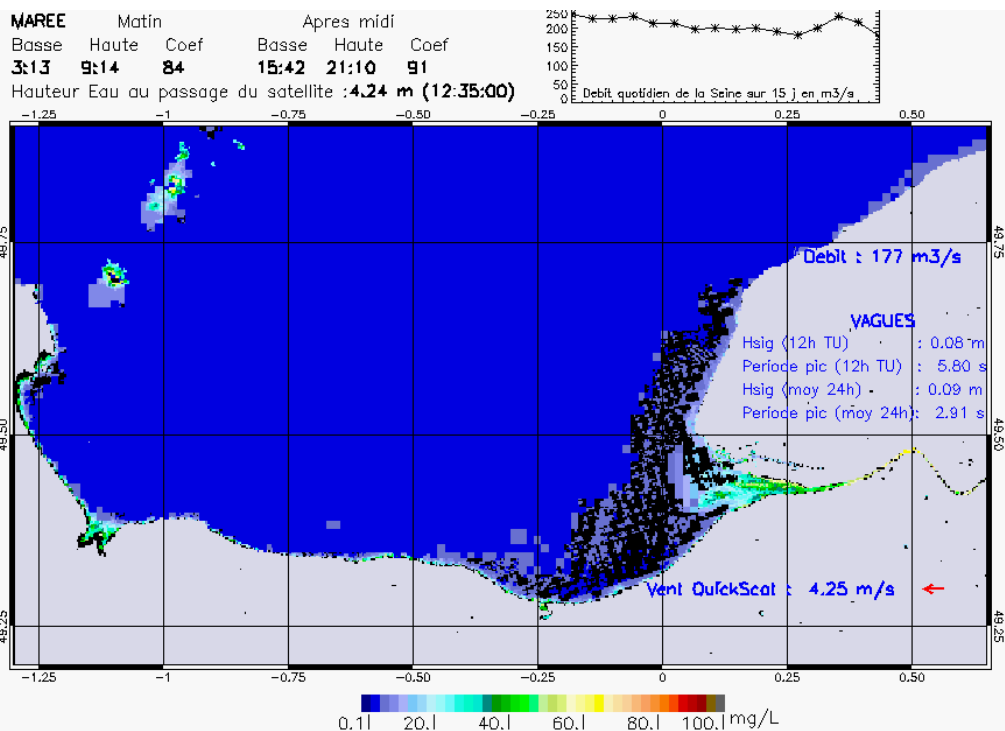 MAREE Matin Apres midi
Basse Haute Coef Basse Haute Coef
3:13 9:14 84 15:42 21:10 91
Hauteur Eau au passage du satellite :4.24 m (12:35:00)
250
200
150
100
50
0
Debit quotidien de la Seine sur 15 j en m3/s
-1.25 -1 -0.75 -0.50 -0.25 0 0.25 0.50
49.75 49.75
Debit : 177 m3/s
VAGUES
Hsig (12h TU) : 0.08 m
Periode pic (12h TU) : 5.80 s
Hsig (moy 24h) : 0.09 m
Periode pic (moy 24h): 2.91 s
49.50 49.50
Vent QuickScat : 4.25 m/s
49.25 49.25
-1.25 -1 -0.75 -0.50 -0.25 0 0.25 0.50
0.1 20.1 40.1 60.1 80.1 100.1 mg/L